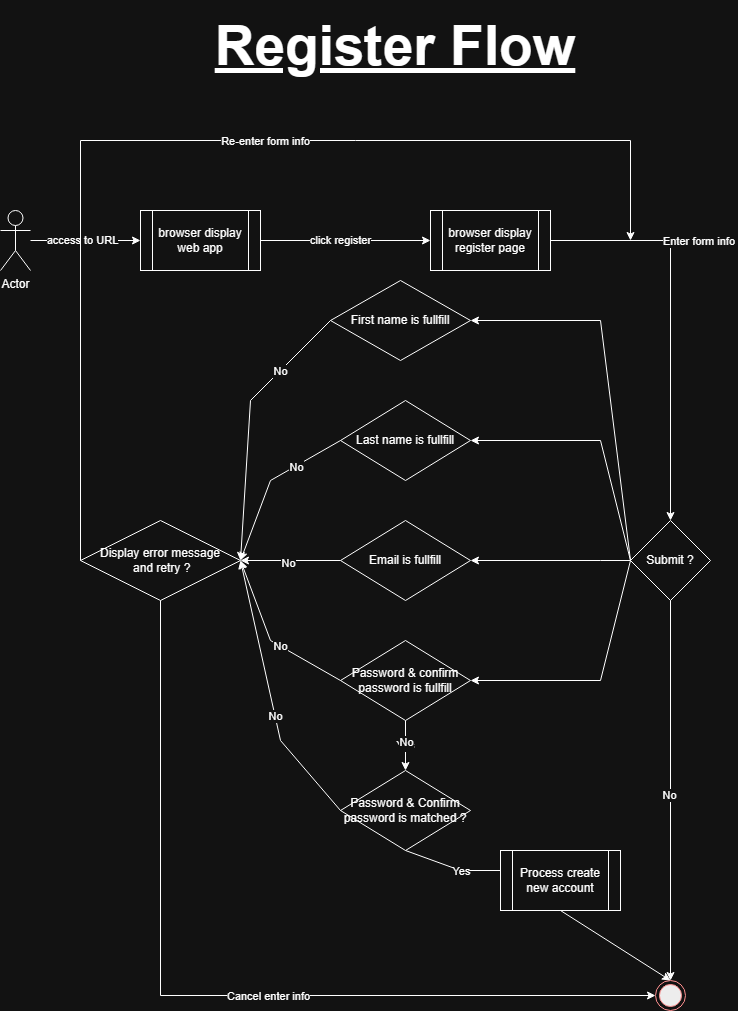 Register Flow
Re-enter form info
access to URL
browser display
web app
click register
browser display
register page
Enter form info
Actor
First name is fullfill
No
Last name is fullfill
No
Display error message
and retry ?
No
Email is fullfill
Submit ?
No
Password & confirm
password is fullfill
No
No
Password & Confirm
password is matched ?
No
Yes
Process create
new account
Cancel enter info